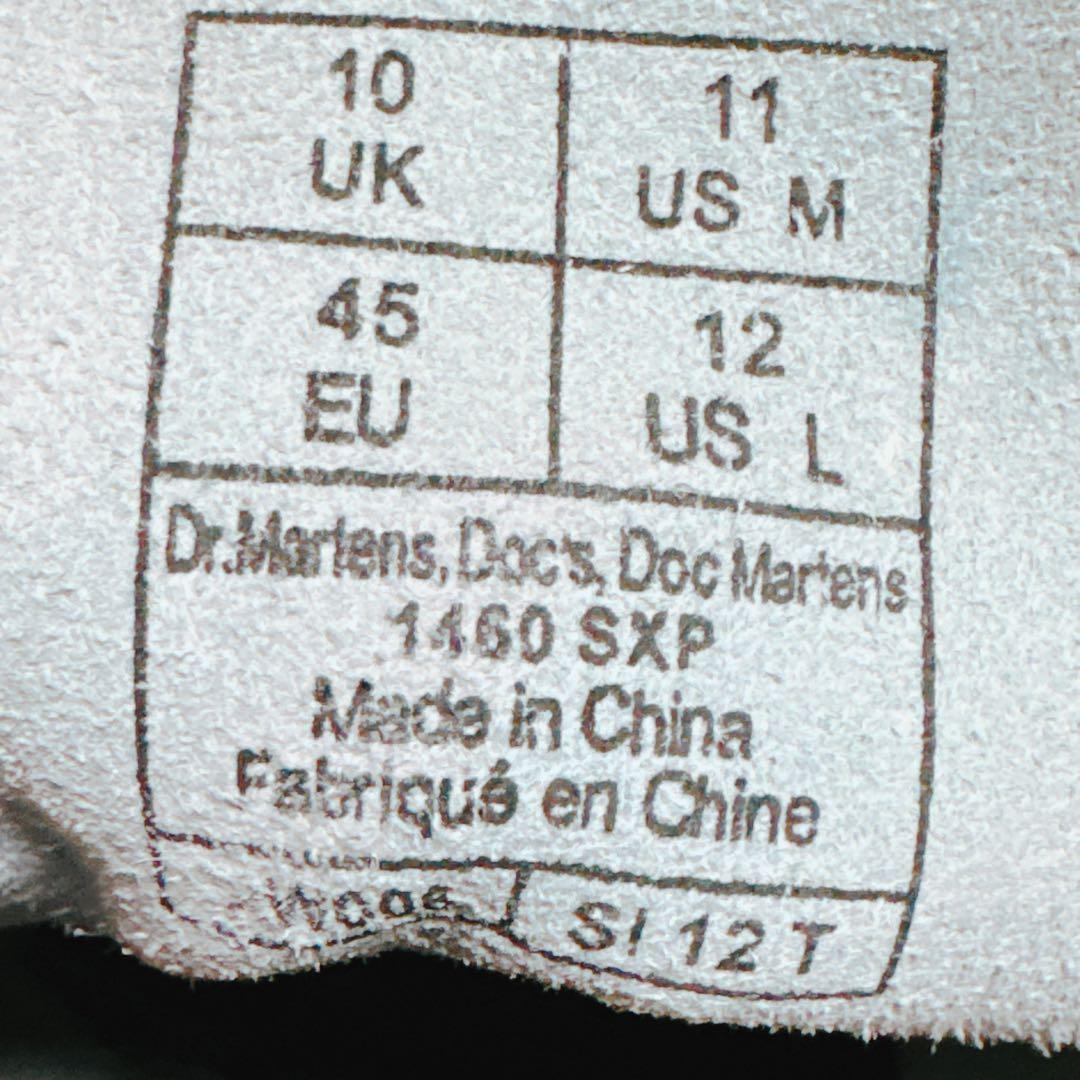 10
UK
11
US M
45
EU
12
US L
Dr.Martens, Doc's, Doc Martens
1460 SXP
Made in China
Fabriqué en Chine
SI 12 T